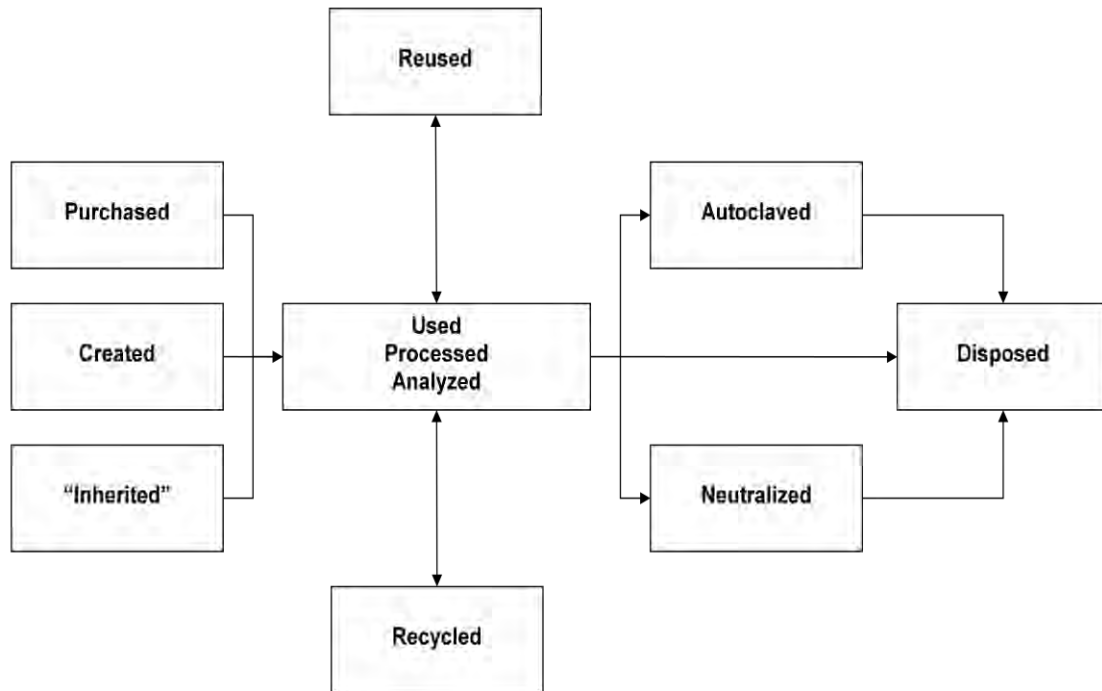 Reused
Purchased
Autoclaved
Created
Used
Processed
Analyzed
Disposed
“Inherited”
Neutralized
Recycled